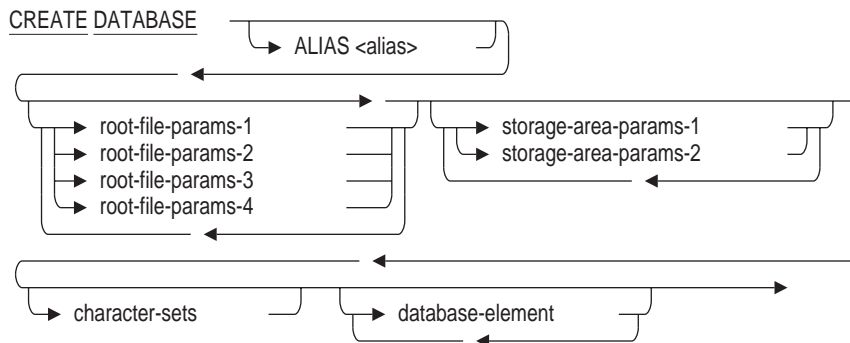 CREATE DATABASE
ALIAS <alias>
root-file-params-1
root-file-params-2
root-file-params-3
root-file-params-4
storage-area-params-1
storage-area-params-2
character-sets
database-element